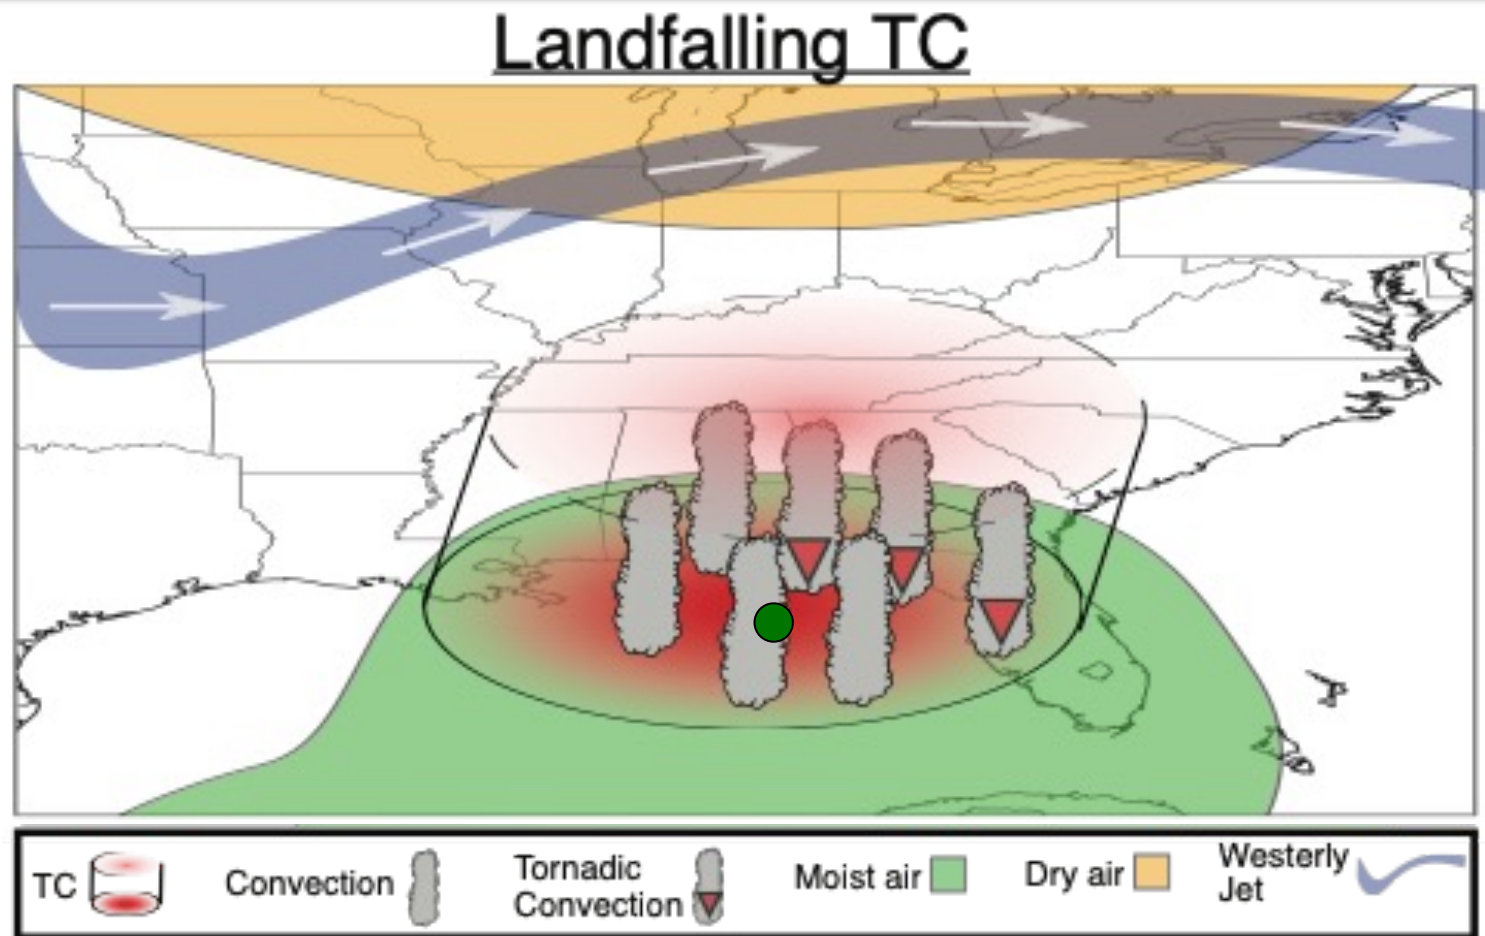 Landfalling TC
TC
Convection
Tornadic
Convection
Moist air
Dry air
Westerly
Jet